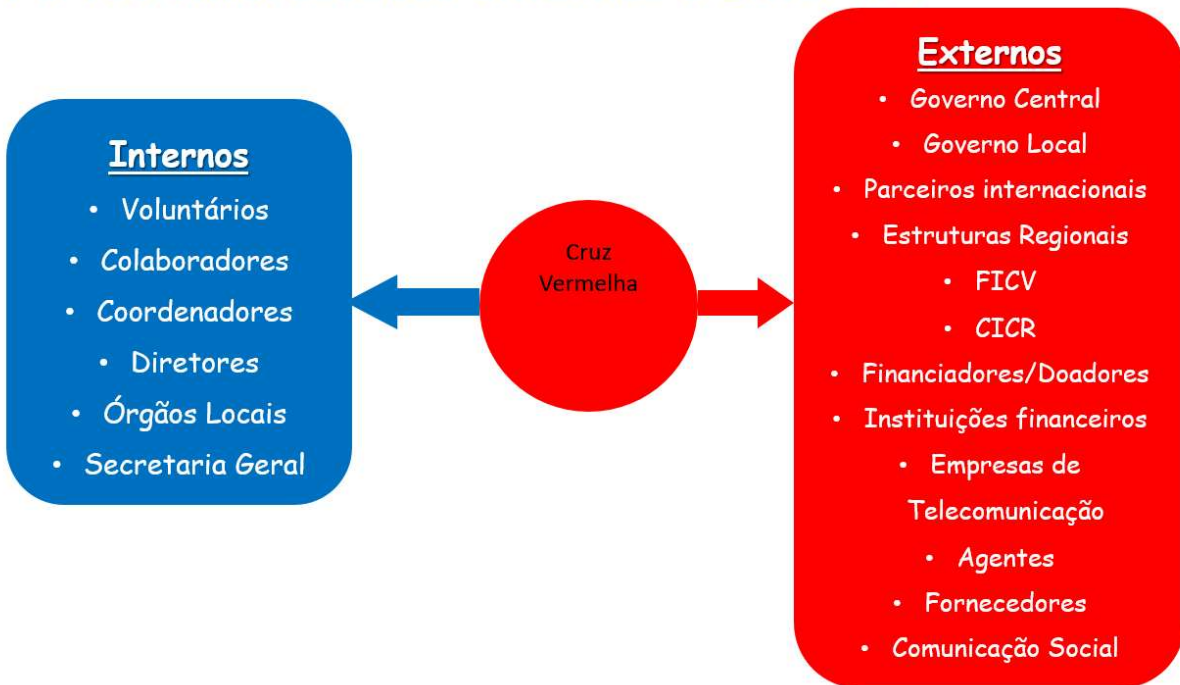 Internos
• Voluntários
• Colaboradores
• Coordenadores
• Diretores
• Órgãos Locais
• Secretaria Geral
Cruz
Vermelha
Externos
• Governo Central
• Governo Local
• Parceiros internacionais
• Estruturas Regionais
• FICV
• CICR
• Financiadores/Doadores
• Instituições financeiros
• Empresas de
Telecomunicação
• Agentes
• Fornecedores
• Comunicação Social